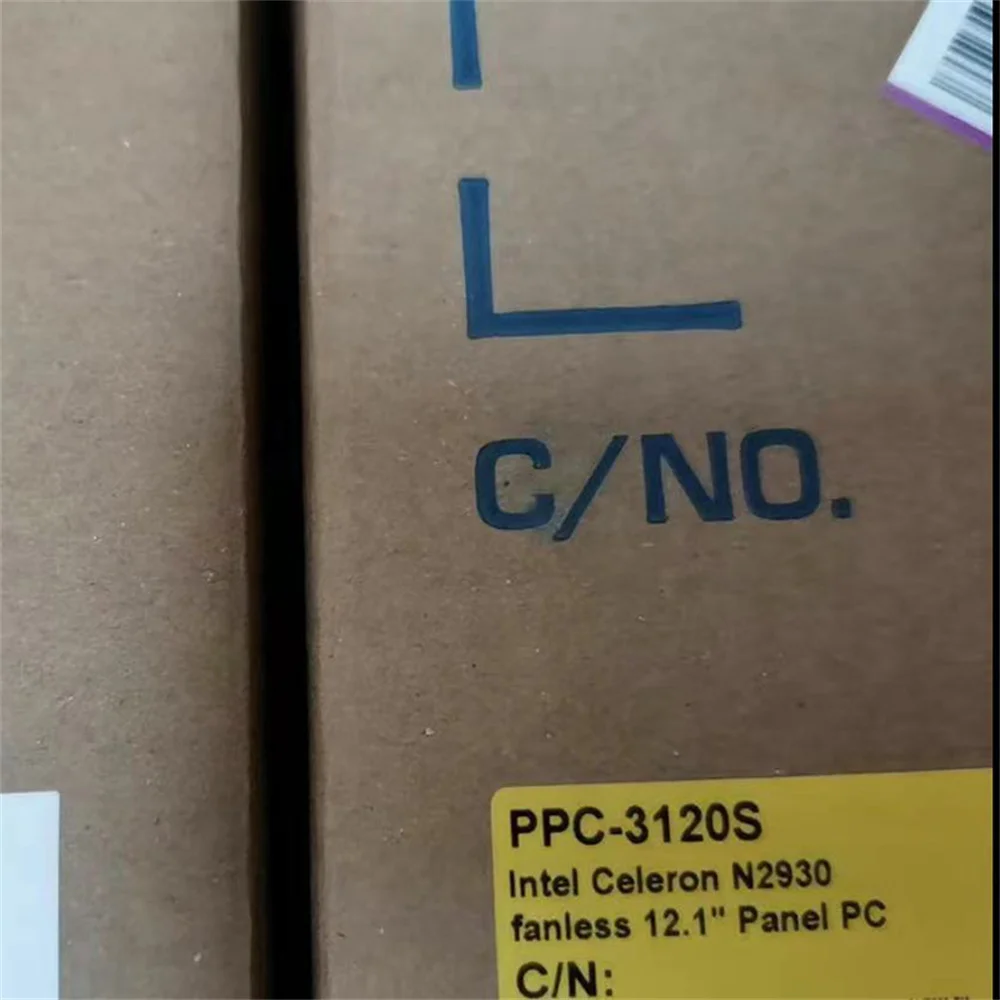 C/NO.
PPC-3120S
Intel Celeron N2930
fanless 12.1" Panel PC
C/N: